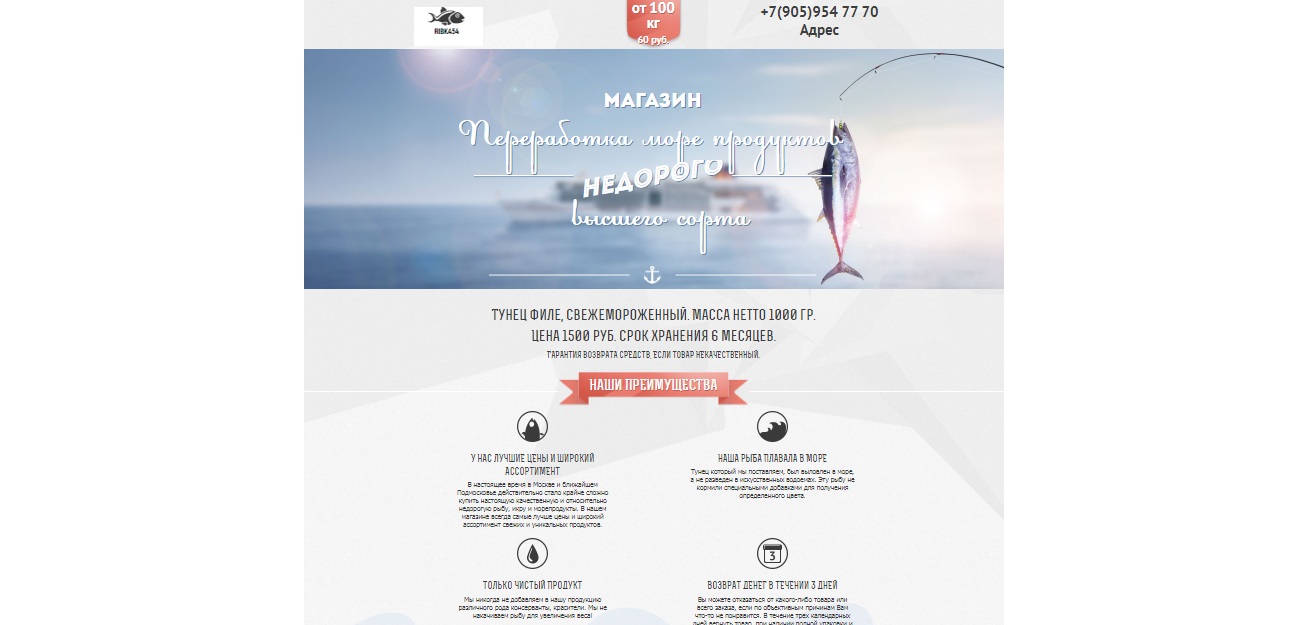 RIBKA54
от 100
кг
60 руб.
+7(905)954 77 70
Адрес
МАГАЗИН
Переработка море продуктов
НЕДОРОГО
высшего сорта
ТУНЕЦ ФИЛЕ, СВЕЖЕМОРОЖЕННЫЙ. МАССА НЕТТО 1000 ГР.
ЦЕНА 1500 РУБ. СРОК ХРАНЕНИЯ 6 МЕСЯЦЕВ.
ГАРАНТИЯ ВОЗВРАТА СРЕДСТВ, ЕСЛИ ТОВАР НЕКАЧЕСТВЕННЫЙ.
НАШИ ПРЕИМУЩЕСТВА
У НАС ЛУЧШИЕ ЦЕНЫ И ШИРОКИЙ
АССОРТИМЕНТ
В настоящее время в Москве и ближайшем
Подмосковье действительно стало крайне сложно
купить настоящую качественную и относительно
недорогую рыбу, икру и морепродукты. В нашем
магазине всегда самые лучше цены и широкий
ассортимент свежих и уникальных продуктов.
НАША РЫБА ПЛАВАЛА В МОРЕ
Тунец который мы поставляем, был выловлен в море,
а не разведен в искусственных водоемах. Эту рыбу не
кормили специальными добавками для получения
определенного цвета.
ТОЛЬКО ЧИСТЫЙ ПРОДУКТ
Мы никогда не добавляем в нашу продукцию
различного рода консерванты, красители. Мы не
накачиваем рыбу для увеличения веса!
3
ВОЗВРАТ ДЕНЕГ В ТЕЧЕНИИ 3 ДНЕЙ
Вы можете отказаться от какого-либо товара или
всего заказа, если по объективным причинам Вам
что-то не понравится. В течение трех календарных
дней вернуть товар, при наличии полной упаковки и